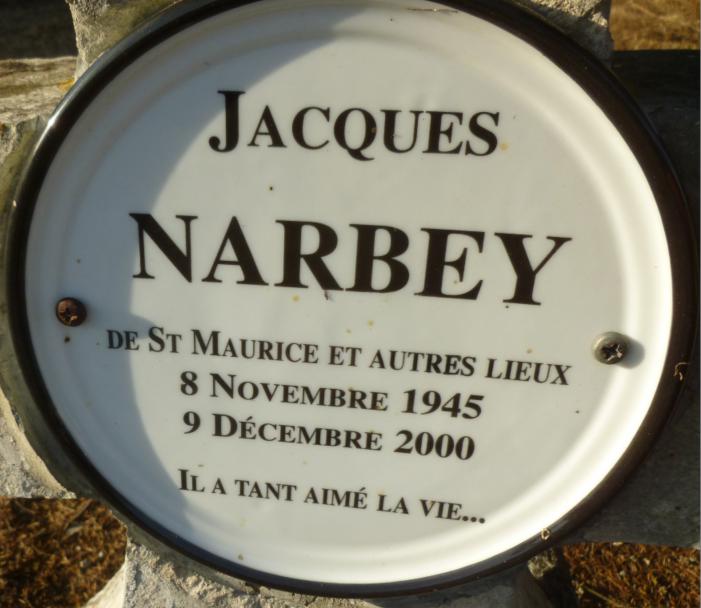 Jacques
NARBEY
de St Maurice et autres lieux
8 Novembre 1945
9 Décembre 2000
Il a tant aimé la vie...